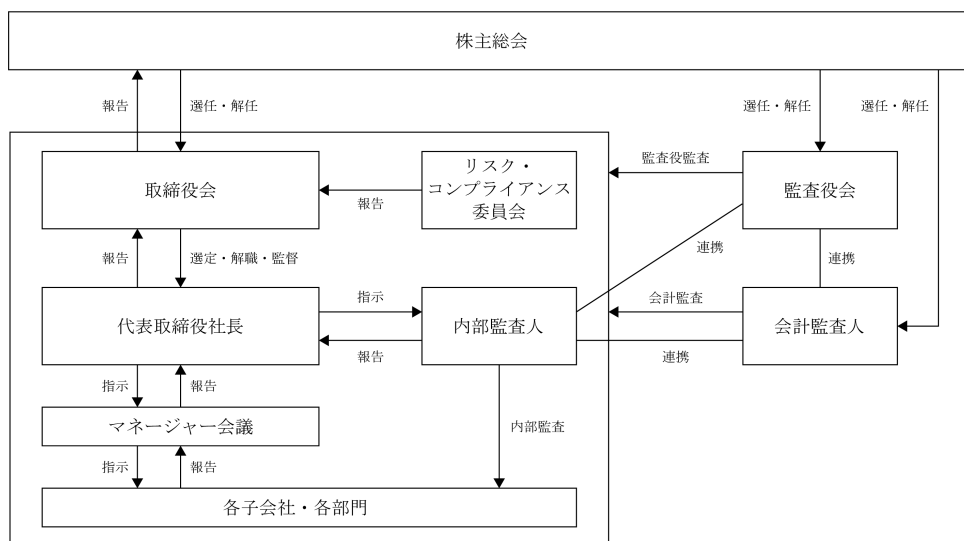 株主総会
報告
選任・解任
選任・解任
選任・解任
取締役会
報告
リスク・
コンプライアンス
委員会
監査役監査
監査役会
報告
選定・解職・監督
連携
連携
代表取締役社長
指示
報告
内部監査人
会計監査
連携
会計監査人
指示
報告
マネージャー会議
内部監査
指示
報告
各子会社・各部門